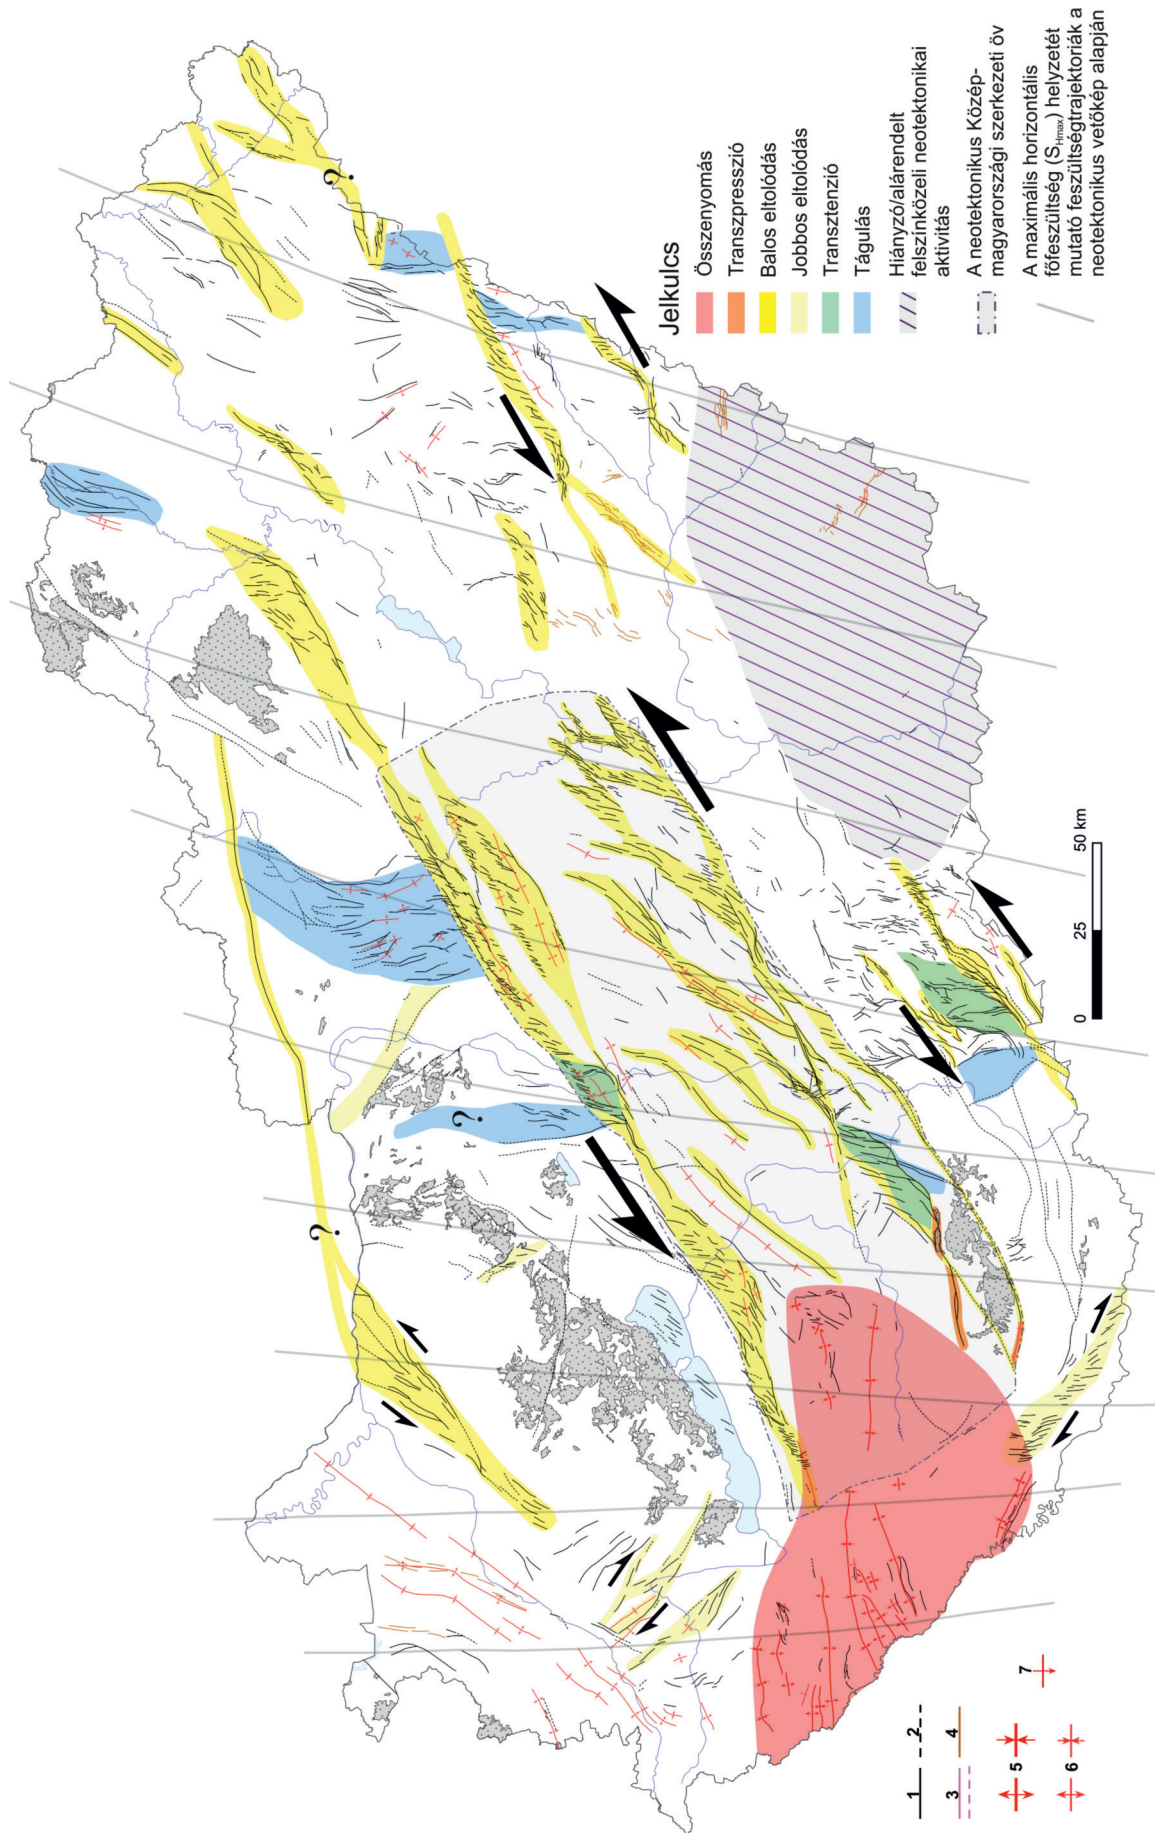 Jelkulcs
Összenyomás
Transzpresszió
Balos eltolódás
Jobbos eltolódás
Transztenzió
Tágulás
Hiányzó/alárendelt
felszínközeli neotektonikai
aktivitás
A neotektonikus Közép-
magyarországi szerkezeti öv
A maximális horizontális
főfeszültség (SHmax) helyzetét
mutató feszültségtrajektoriák a
neotektonikus vetőkép alapján
?
?
?
0 25 50 km
1 2
3 4
5
6
7